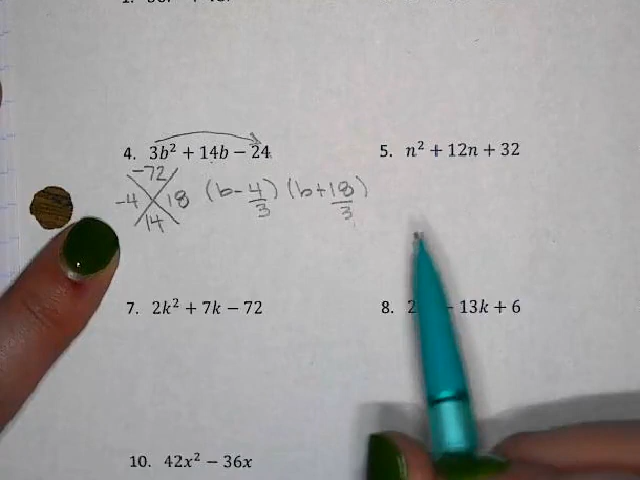 4. 3b² + 14b − 24
-72
-4 18
14
(b - 4/3) (b + 18/3)
5. n² + 12n + 32
7. 2k² + 7k − 72
8. 2 - 13k + 6
10. 42x² − 36x